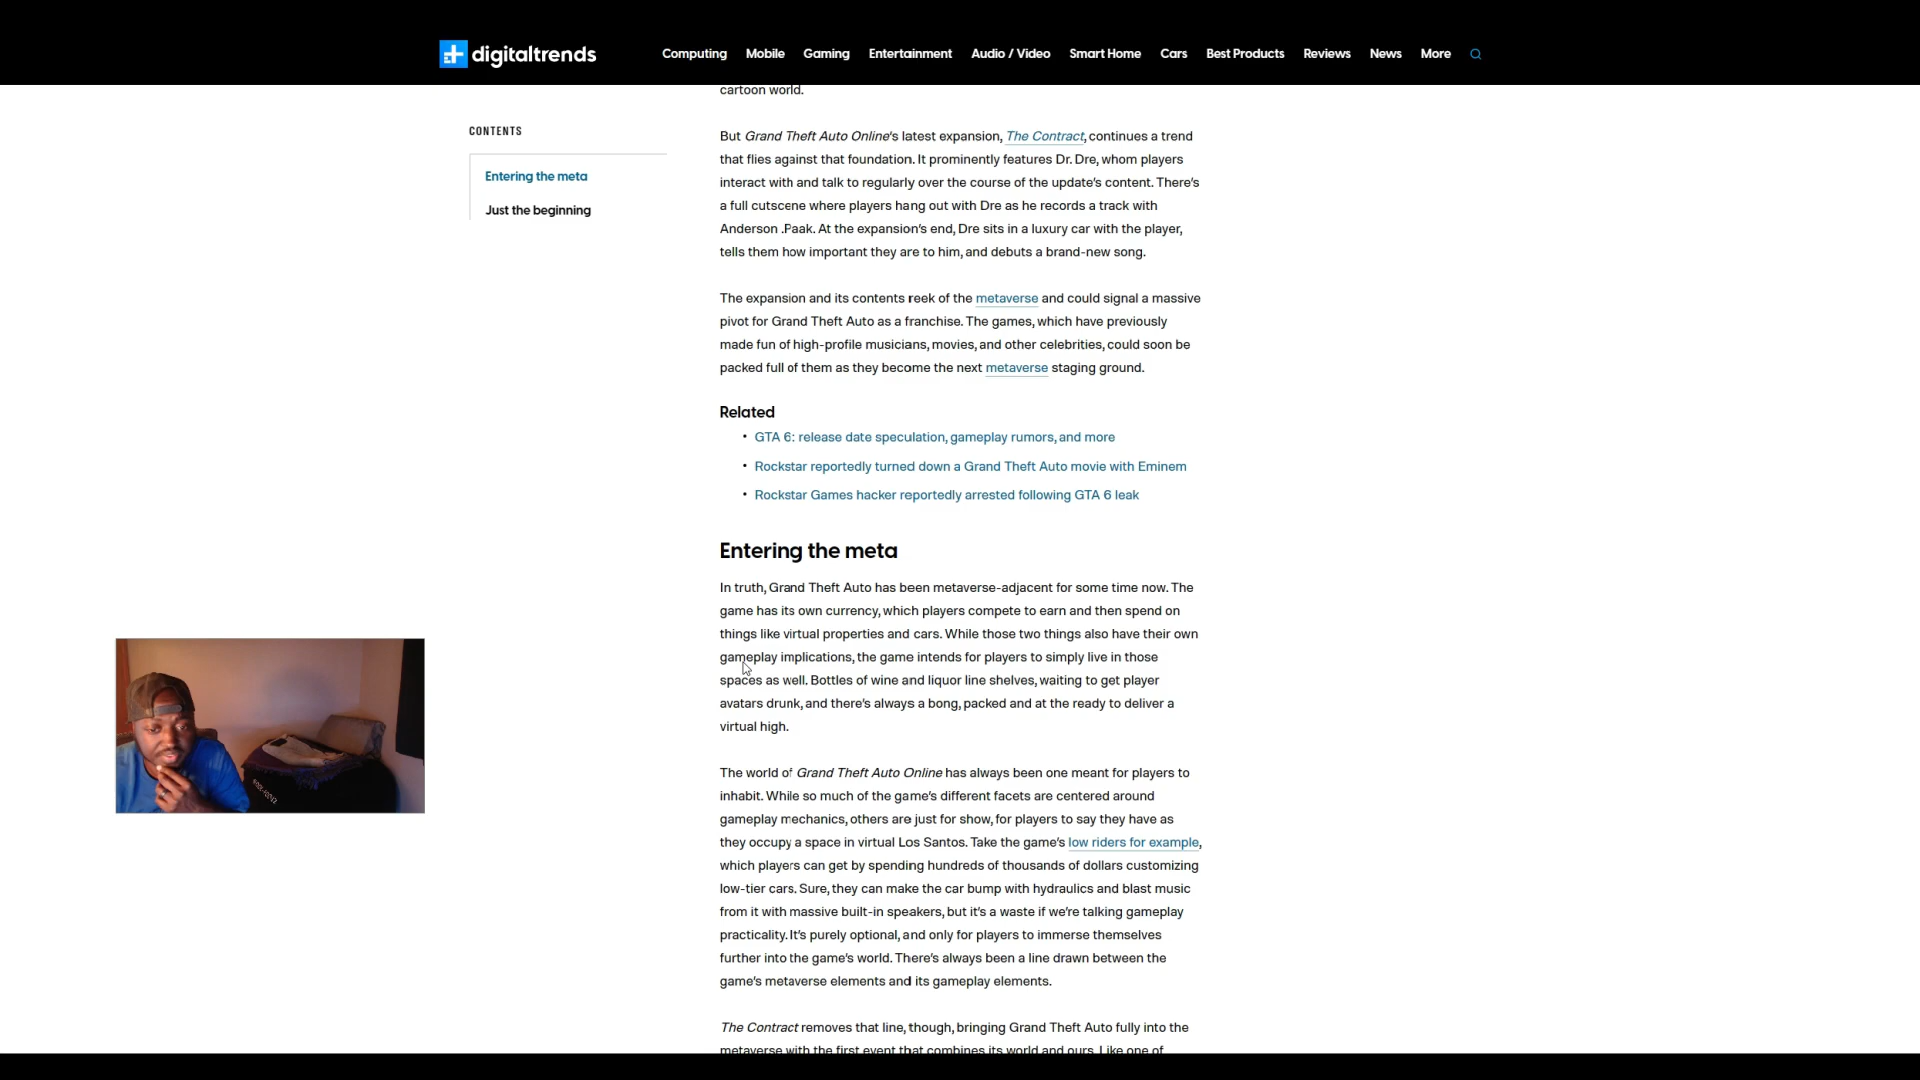 digitaltrends
Computing Mobile Gaming Entertainment Audio / Video Smart Home Cars Best Products Reviews News More
CONTENTS
Entering the meta
Just the beginning
cartoon world.
But Grand Theft Auto Online's latest expansion, The Contract, continues a trend
that flies against that foundation. It prominently features Dr. Dre, whom players
interact with and talk to regularly over the course of the update's content. There's
a full cutscene where players hang out with Dre as he records a track with
Anderson .Paak. At the expansion's end, Dre sits in a luxury car with the player,
tells them how important they are to him, and debuts a brand-new song.
The expansion and its contents reek of the metaverse and could signal a massive
pivot for Grand Theft Auto as a franchise. The games, which have previously
made fun of high-profile musicians, movies, and other celebrities, could soon be
packed full of them as they become the next metaverse staging ground.
Related
• GTA 6: release date speculation, gameplay rumors, and more
• Rockstar reportedly turned down a Grand Theft Auto movie with Eminem
• Rockstar Games hacker reportedly arrested following GTA 6 leak
Entering the meta
In truth, Grand Theft Auto has been metaverse-adjacent for some time now. The
game has its own currency, which players compete to earn and then spend on
things like virtual properties and cars. While those two things also have their own
gameplay implications, the game intends for players to simply live in those
spaces as well. Bottles of wine and liquor line shelves, waiting to get player
avatars drunk, and there's always a bong, packed and at the ready to deliver a
virtual high.
The world of Grand Theft Auto Online has always been one meant for players to
inhabit. While so much of the game's different facets are centered around
gameplay mechanics, others are just for show, for players to say they have as
they occupy a space in virtual Los Santos. Take the game's low riders for example,
which players can get by spending hundreds of thousands of dollars customizing
low-tier cars. Sure, they can make the car bump with hydraulics and blast music
from it with massive built-in speakers, but it's a waste if we're talking gameplay
practicality. It's purely optional, and only for players to immerse themselves
further into the game's world. There's always been a line drawn between the
game's metaverse elements and its gameplay elements.
The Contract removes that line, though, bringing Grand Theft Auto fully into the
metaverse with the first event that combines its world and ours. Like one of